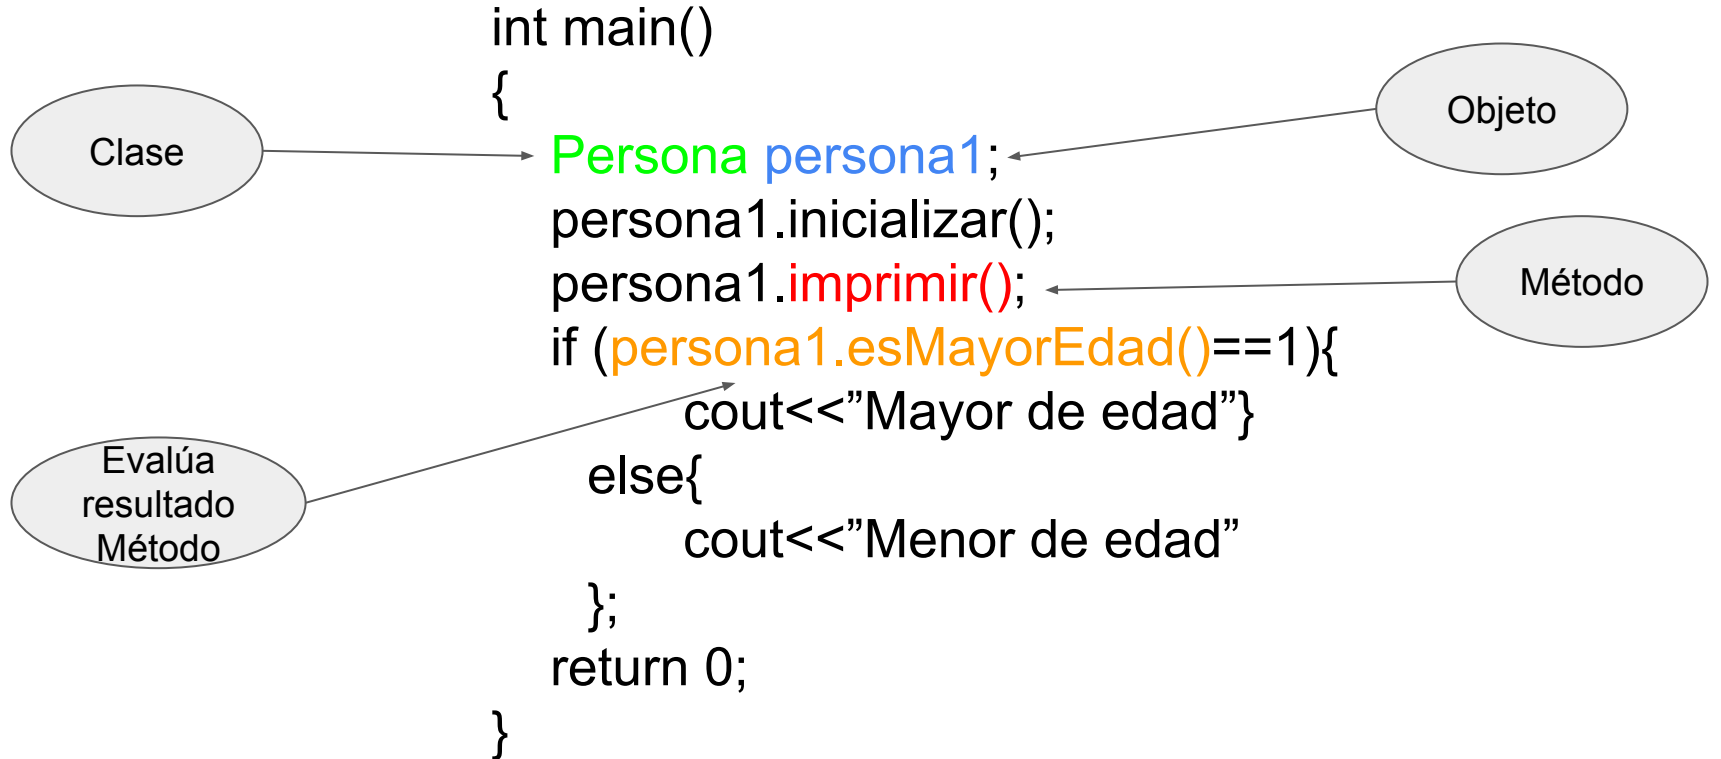 int main()
{
Clase
Objeto
Persona persona1;
persona1.inicializar();
persona1.imprimir();
Método
if (persona1.esMayorEdad()==1){
cout<<”Mayor de edad”}
Evalúa
resultado
Método
else{
cout<<”Menor de edad”
};
return 0;
}